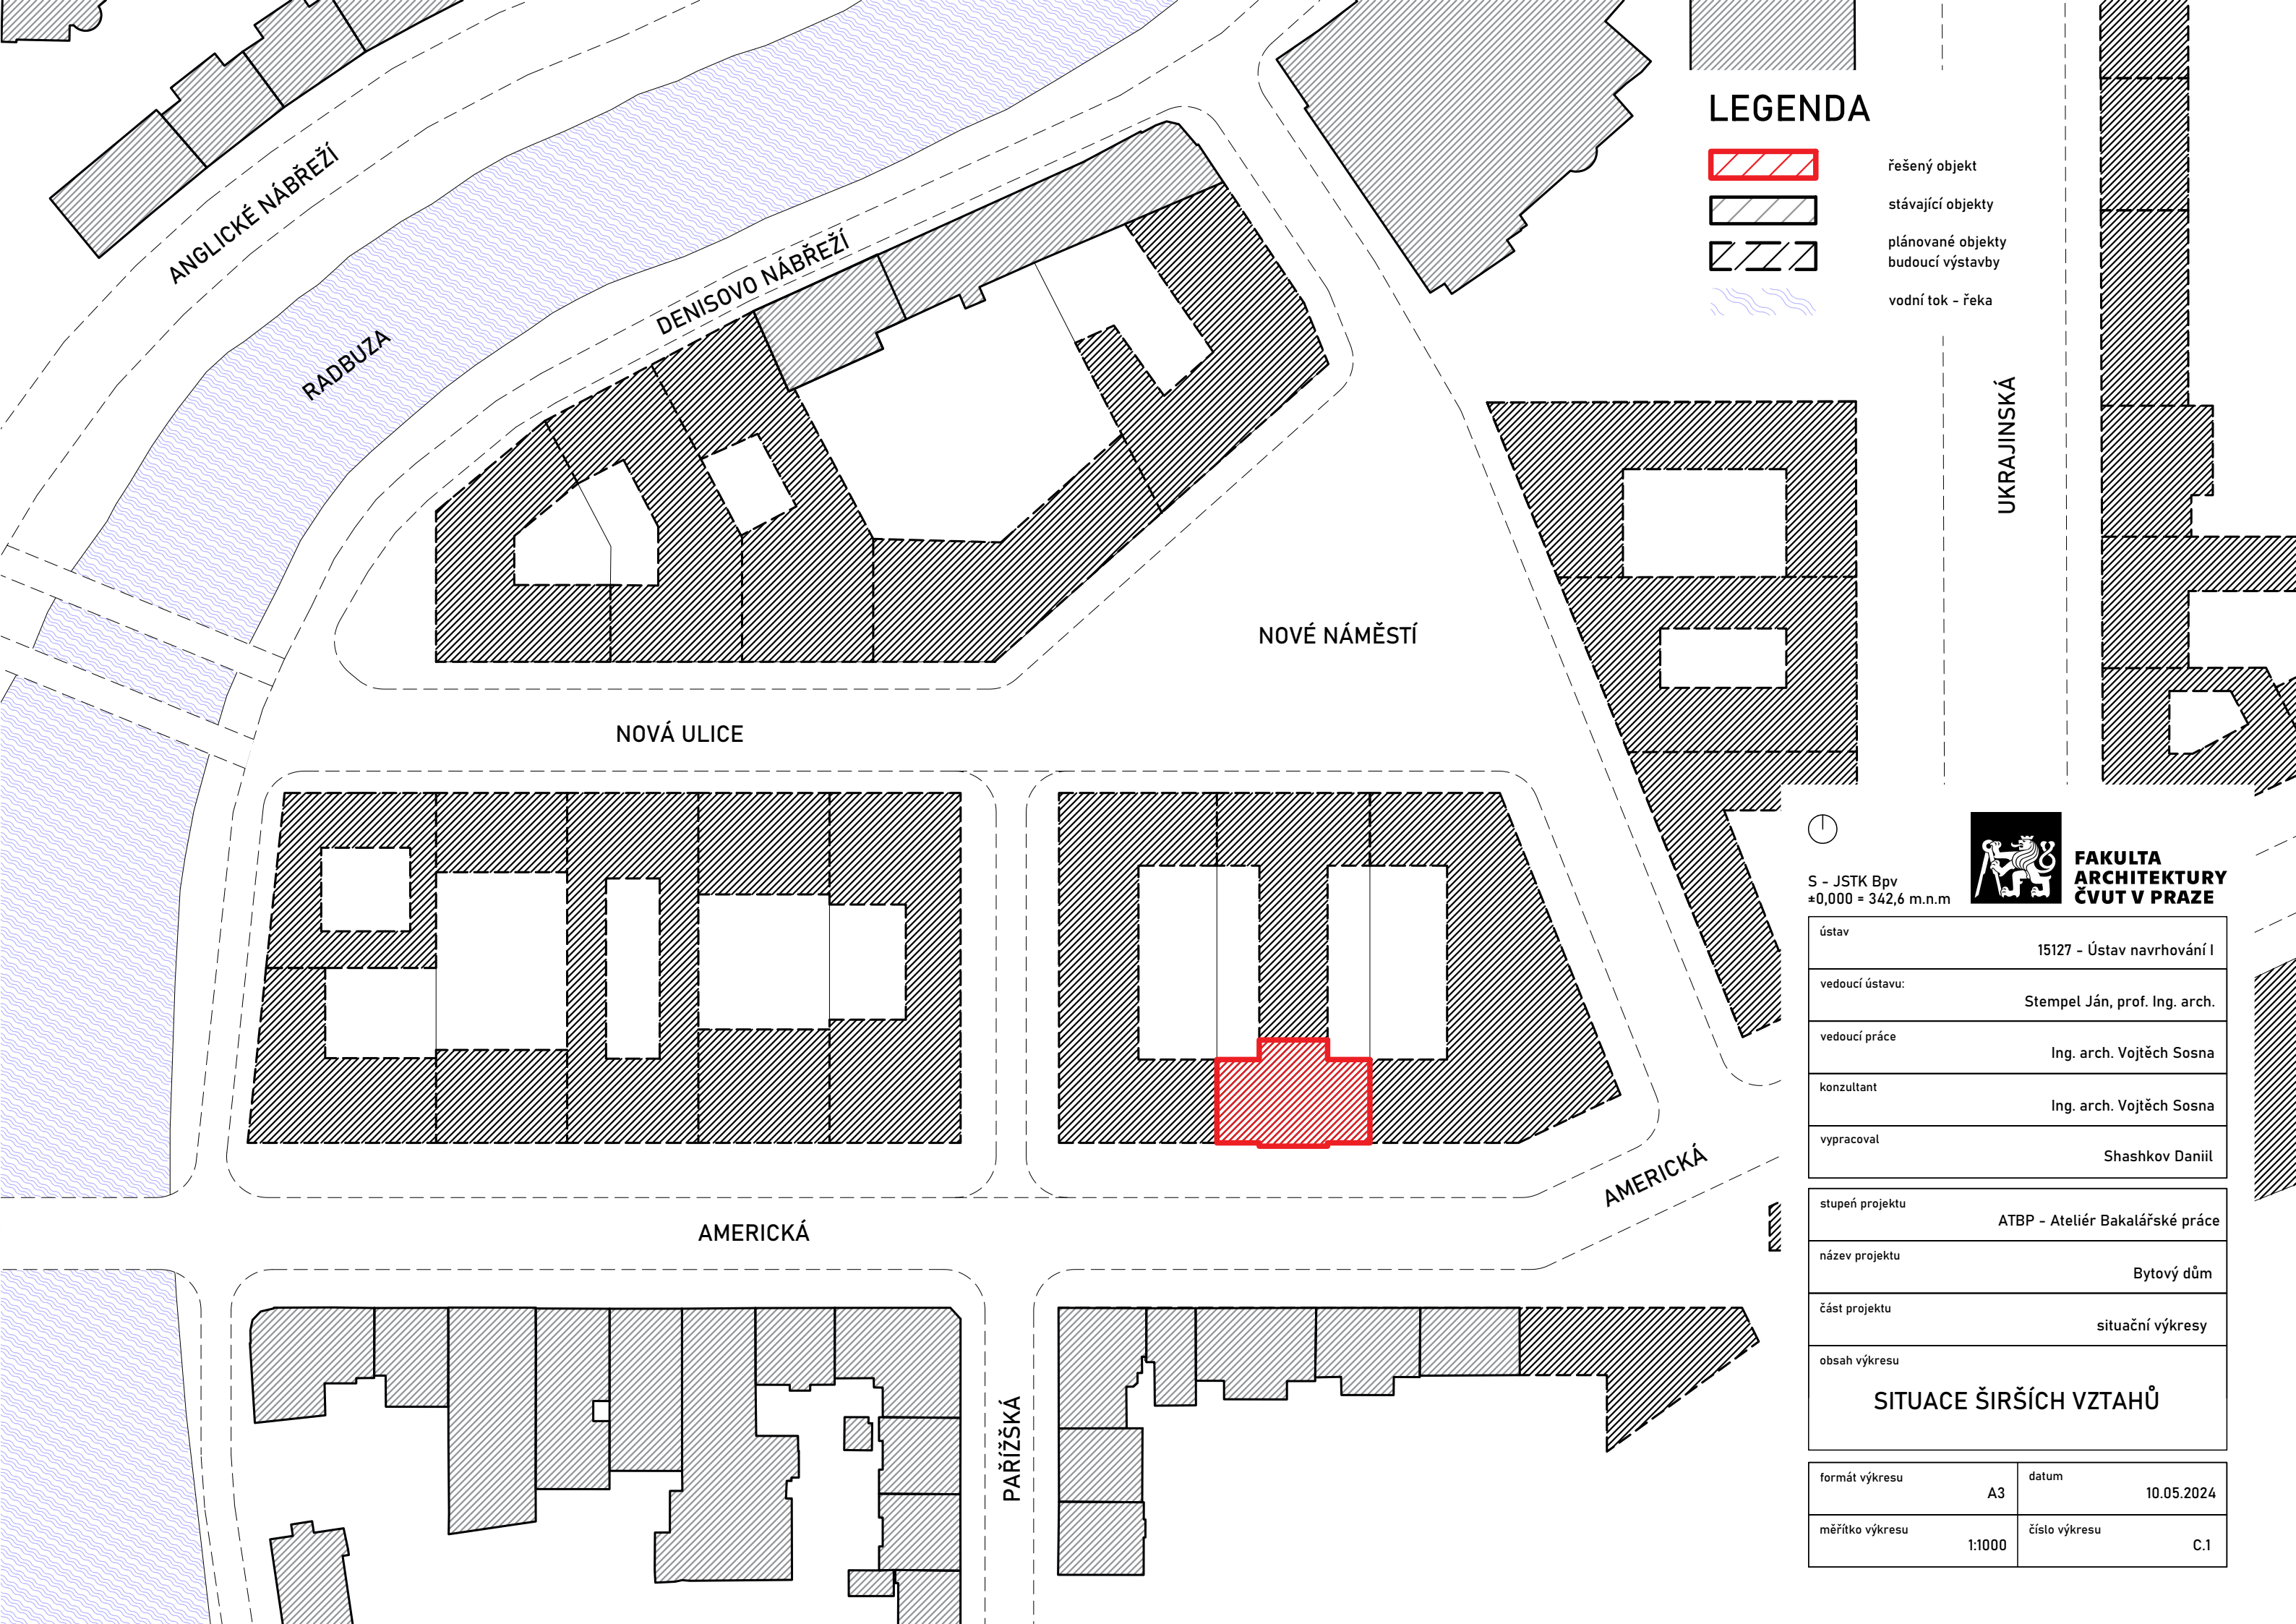 ANGLICKÉ NÁBŘEŽÍ
RADBUZA
DENISOVO NÁBŘEŽÍ
NOVÉ NÁMĚSTÍ
NOVÁ ULICE
UKRAJINSKÁ
AMERICKÁ
AMERICKÁ
PAŘÍŽSKÁ
LEGENDA
řešený objekt
stávající objekty
plánované objekty
budoucí výstavby
vodní tok - řeka
S - JSTK Bpv
±0,000 = 342,6 m.n.m
FAKULTA
ARCHITEKTURY
ČVUT V PRAZE
ústav
15127 - Ústav navrhování I
vedoucí ústavu:
Stempel Ján, prof. Ing. arch.
vedoucí práce
Ing. arch. Vojtěch Sosna
konzultant
Ing. arch. Vojtěch Sosna
vypracoval
Shashkov Daniil
stupeň projektu
ATBP - Ateliér Bakalářské práce
název projektu
Bytový dům
část projektu
situační výkresy
obsah výkresu
SITUACE ŠIRŠÍCH VZTAHŮ
formát výkresu
A3
datum
10.05.2024
měřítko výkresu
1:1000
číslo výkresu
C.1